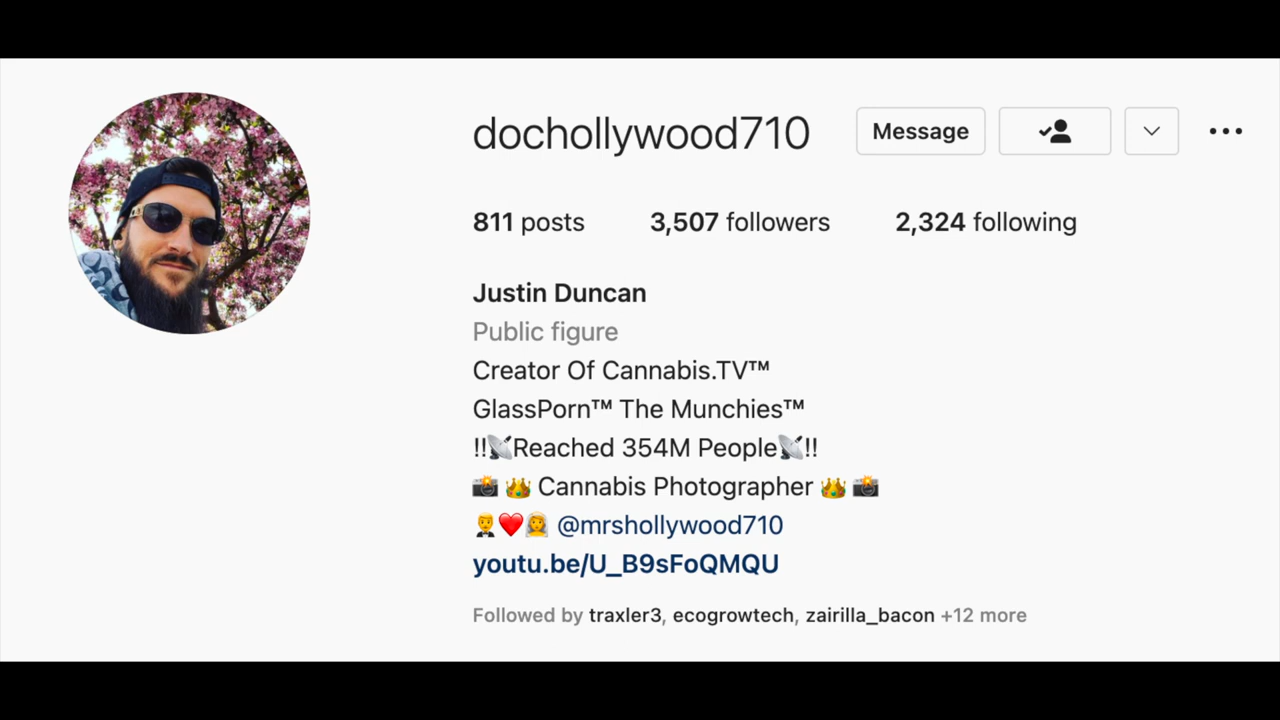 dochollywood710 Message
811 posts 3,507 followers 2,324 following
Justin Duncan
Public figure
Creator Of Cannabis.TV™
GlassPorn™ The Munchies™
‼📡Reached 354M People📡‼
📸 👑 Cannabis Photographer 👑 📸
🤵‍♂️❤️👰‍♀️ @mrshollywood710
youtu.be/U_B9sFoQMQU
Followed by traxler3, ecogrowtech, zairilla_bacon +12 more